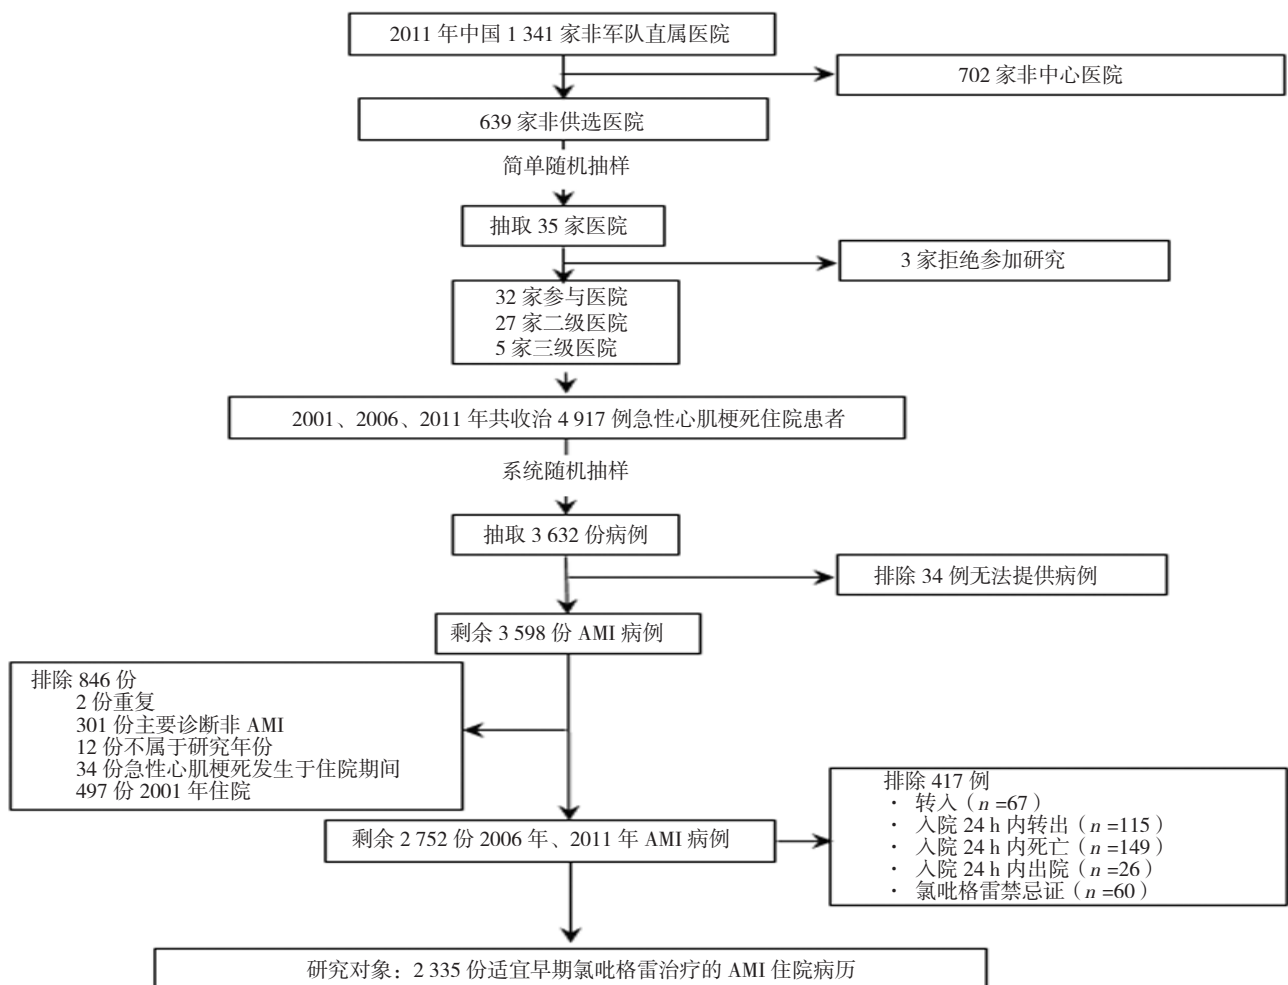 2011 年中国 1 341 家非军队直属医院
702 家非中心医院
639 家非供选医院
简单随机抽样
抽取 35 家医院
3 家拒绝参加研究
32 家参与医院
27 家二级医院
5 家三级医院
2001、2006、2011 年共收治 4 917 例急性心肌梗死住院患者
系统随机抽样
抽取 3 632 份病例
排除 34 例无法提供病例
剩余 3 598 份 AMI 病例
排除 846 份
2 份重复
301 份主要诊断非 AMI
12 份不属于研究年份
34 份急性心肌梗死发生于住院期间
497 份 2001 年住院
剩余 2 752 份 2006 年、2011 年 AMI 病例
排除 417 例
· 转入（n =67）
· 入院 24 h 内转出（n =115）
· 入院 24 h 内死亡（n =149）
· 入院 24 h 内出院（n =26）
· 氯吡格雷禁忌证（n =60）
研究对象：2 335 份适宜早期氯吡格雷治疗的 AMI 住院病历